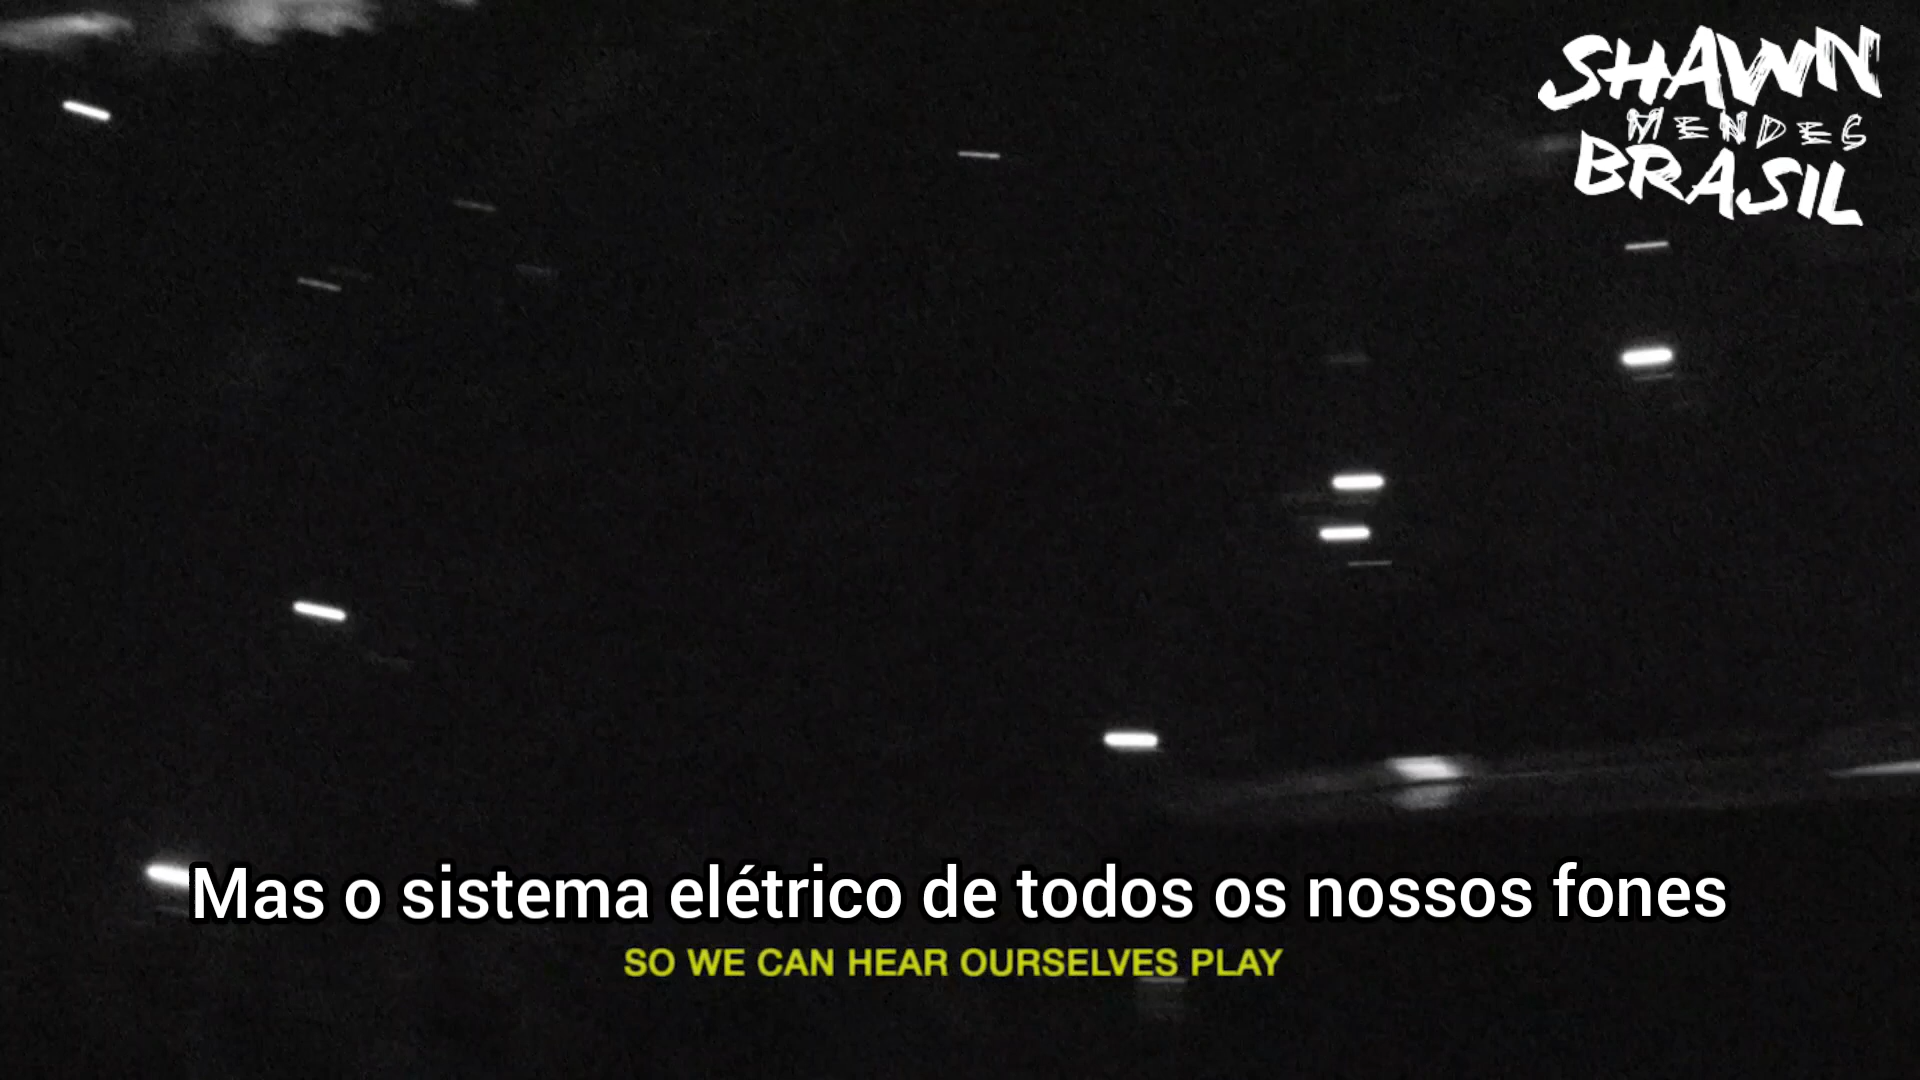 SHAWN
MENDES
BRASIL
Mas o sistema elétrico de todos os nossos fones
SO WE CAN HEAR OURSELVES PLAY